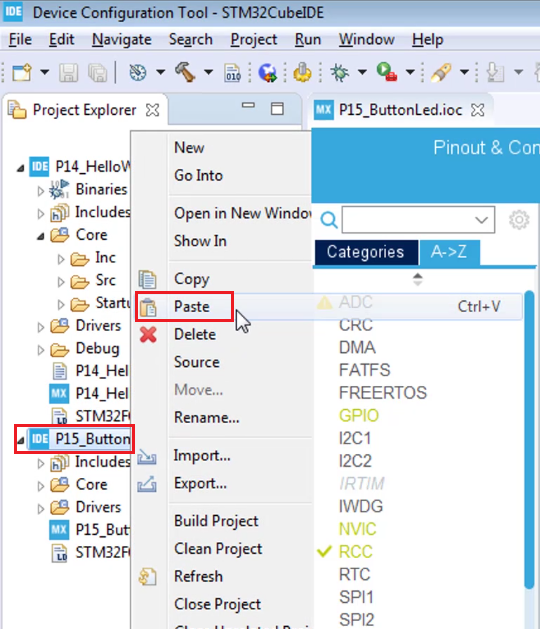 IDE Device Configuration Tool - STM32CubeIDE
File Edit Navigate Search Project Run Window Help
010
Project Explorer
MX P15_ButtonLed.ioc
IDE P14_HelloW
Binaries
Includes
Core
Inc
Src
Startu
Drivers
Debug
P14_Hel
MX P14_Hel
LD STM32F
IDE P15_Button
Includes
Core
Drivers
MX P15_But
LD STM32F
New
Go Into
Open in New Window
Show In
Copy
Paste Ctrl+V
Delete
Source
Move...
Rename...
Import...
Export...
Build Project
Clean Project
Refresh
Close Project
Pinout & Con
Categories A->Z
ADC
CRC
DMA
FATFS
FREERTOS
GPIO
I2C1
I2C2
IRTIM
IWDG
NVIC
RCC
RTC
SPI1
SPI2